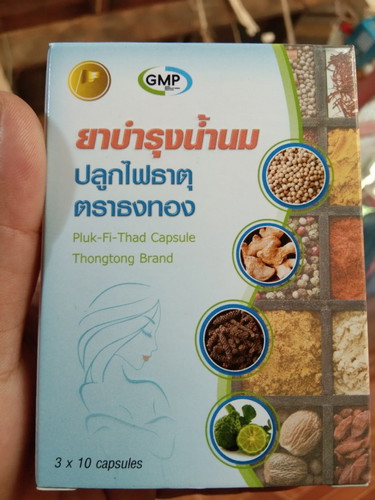 GMP
ยาบำรุงน้ำนม
ปลูกไฟธาตุ
ตราธงทอง
Pluk-Fi-Thad Capsule
Thongtong Brand
3 x 10 capsules